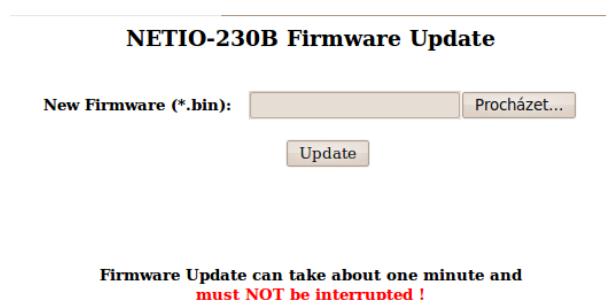 NETIO-230B Firmware Update
New Firmware (*.bin): Procházet...
Update
Firmware Update can take about one minute and
must NOT be interrupted !